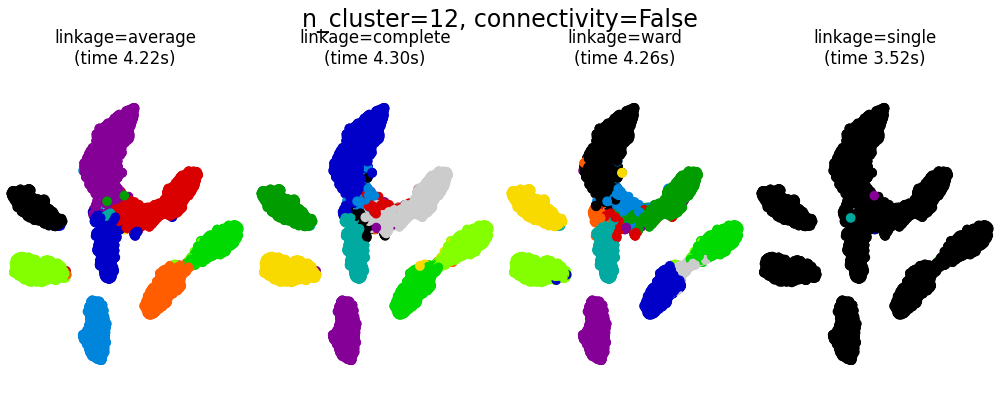 n_cluster=12, connectivity=False
linkage=average
(time 4.22s)
linkage=complete
(time 4.30s)
linkage=ward
(time 4.26s)
linkage=single
(time 3.52s)